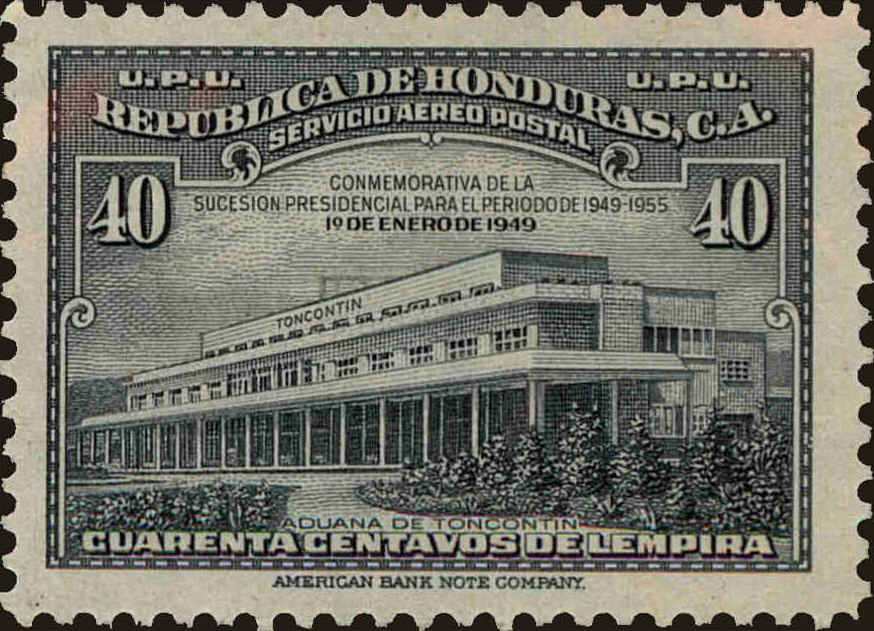 U.P.U. U.P.U.
REPUBLICA DE HONDURAS, C.A.
SERVICIO AEREO POSTAL
40 40
CONMEMORATIVA DE LA
SUCESION PRESIDENCIAL PARA EL PERIODO DE 1949-1955
1º DE ENERO DE 1949
TONCONTIN
ADUANA DE TONCONTIN
CUARENTA CENTAVOS DE LEMPIRA
AMERICAN BANK NOTE COMPANY.